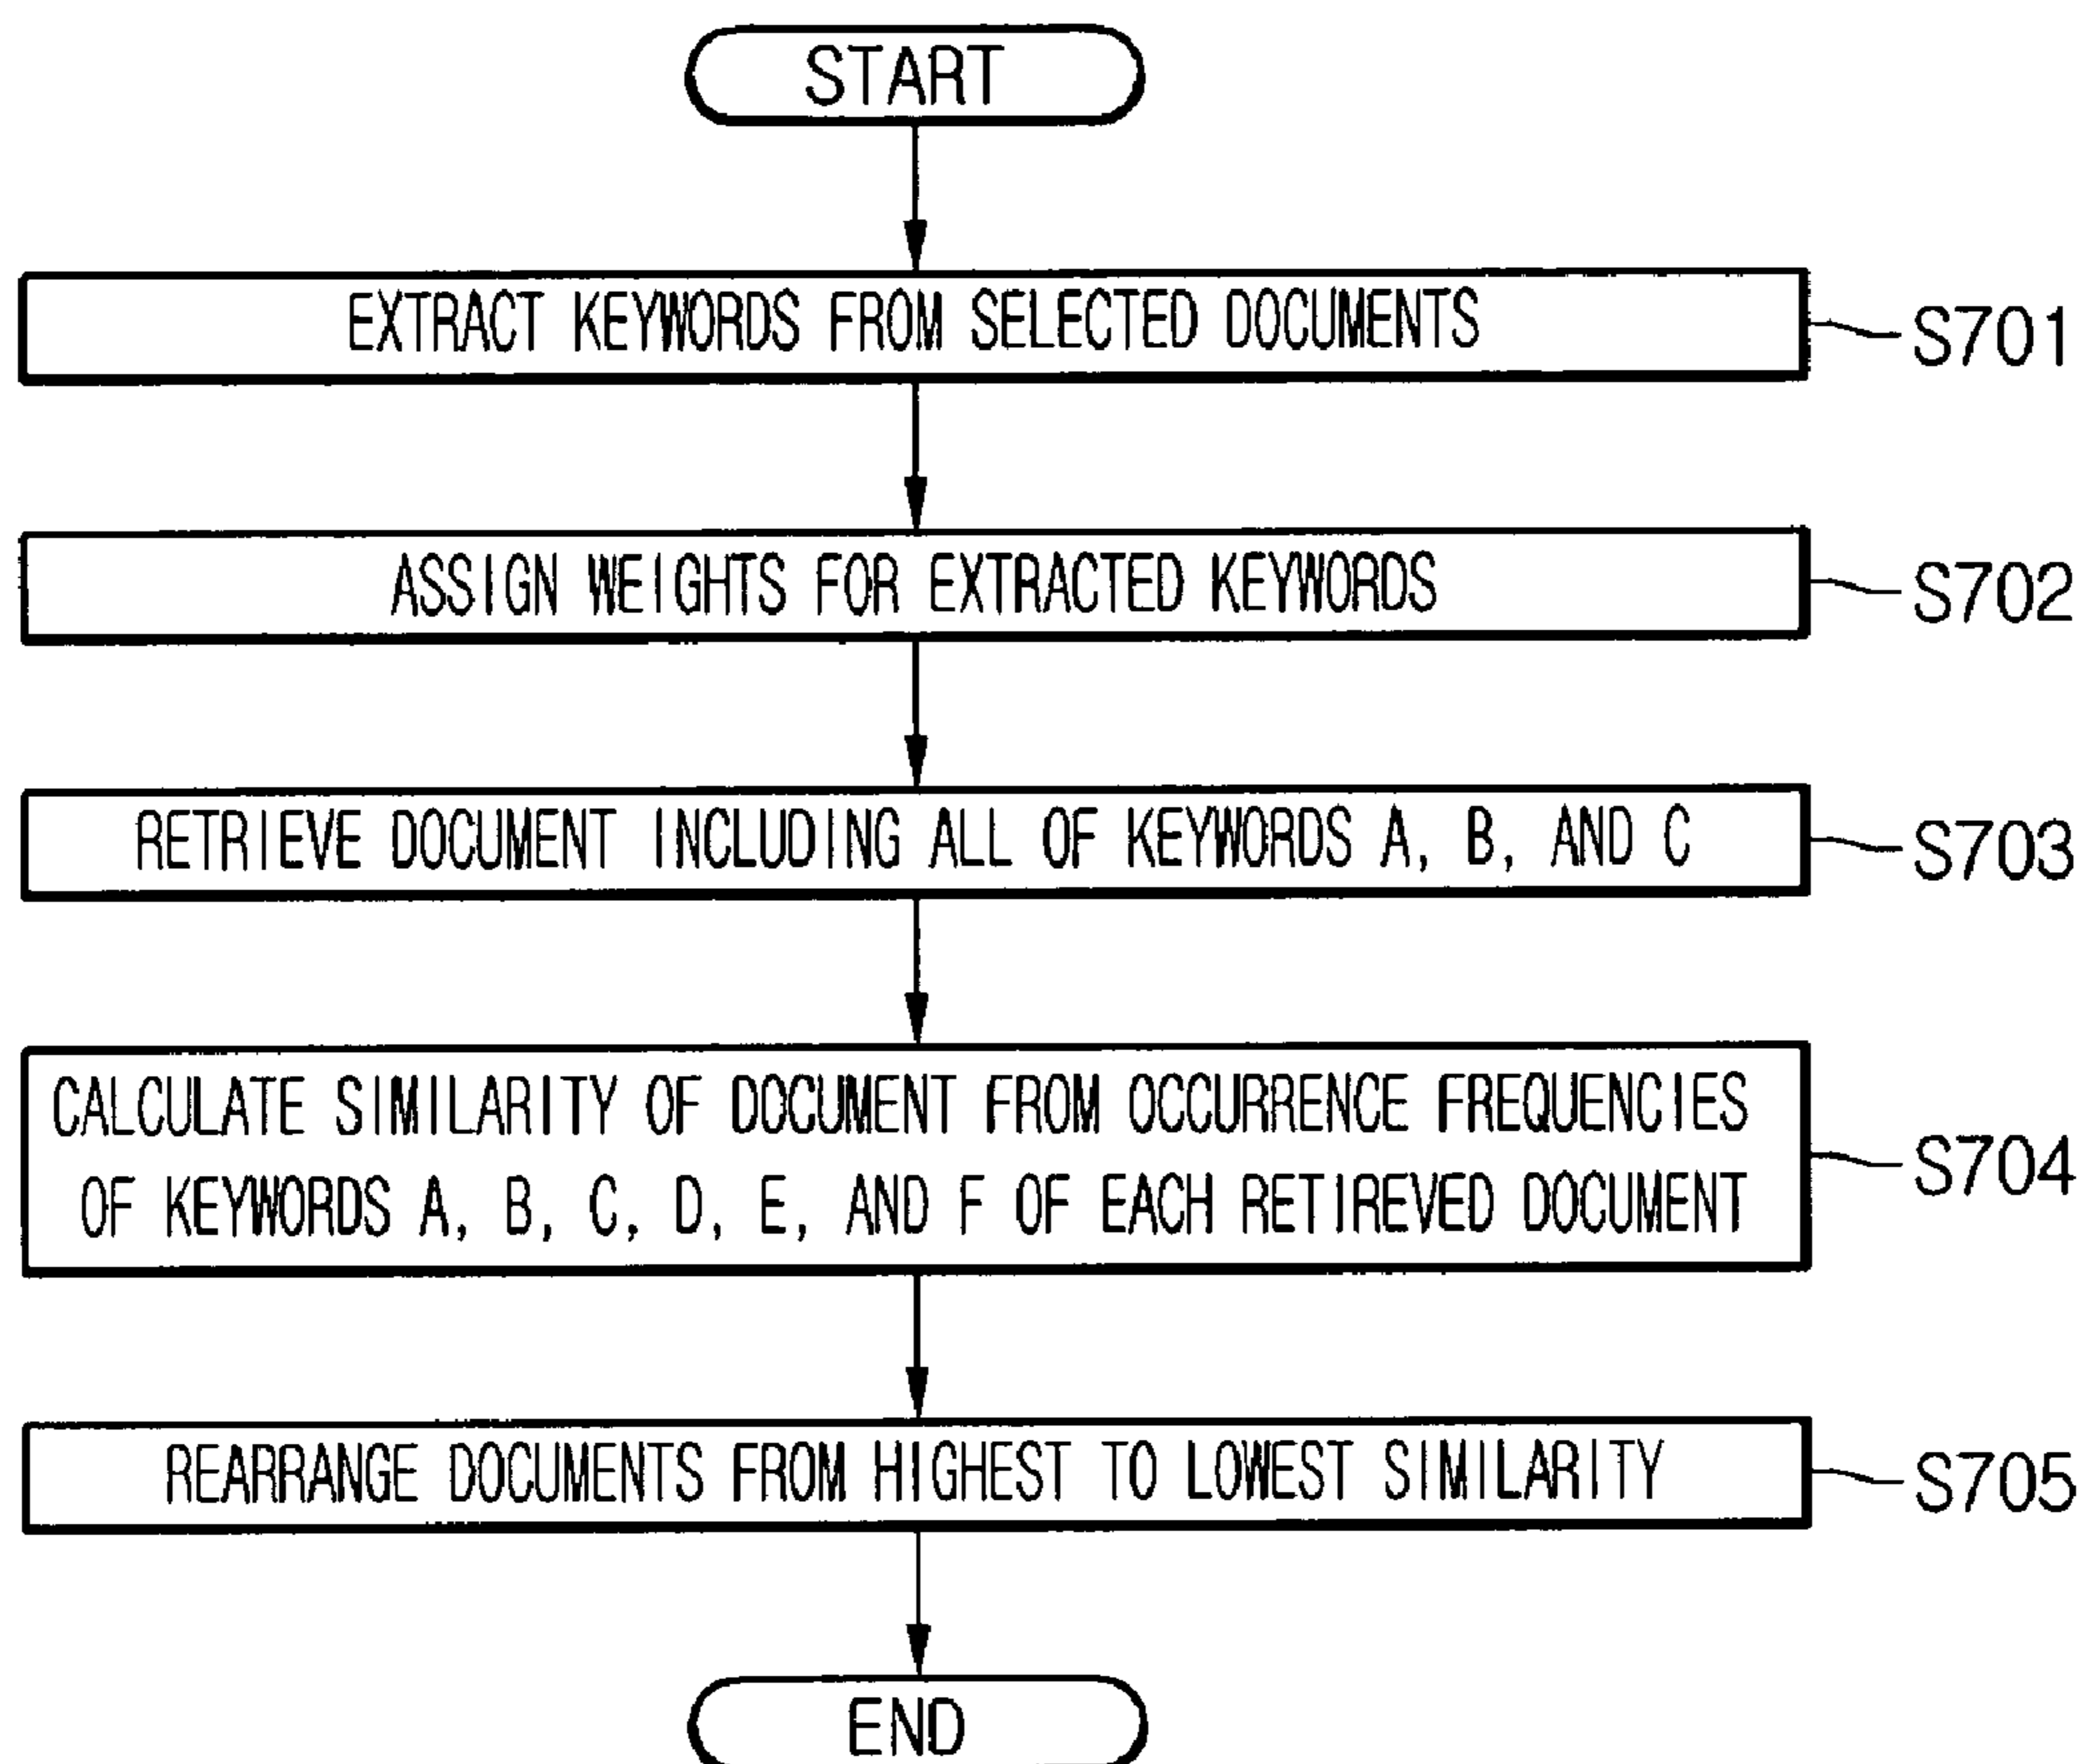 START
EXTRACT KEYWORDS FROM SELECTED DOCUMENTS
S701
ASSIGN WEIGHTS FOR EXTRACTED KEYWORDS
S702
RETRIEVE DOCUMENT INCLUDING ALL OF KEYWORDS A, B, AND C
S703
CALCULATE SIMILARITY OF DOCUMENT FROM OCCURRENCE FREQUENCIES
OF KEYWORDS A, B, C, D, E, AND F OF EACH RETIREVED DOCUMENT
S704
REARRANGE DOCUMENTS FROM HIGHEST TO LOWEST SIMILARITY
S705
END